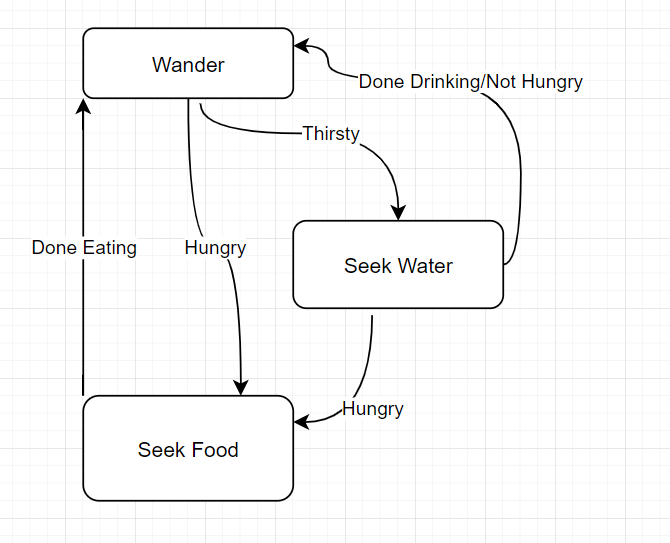 Wander
Done Drinking/Not Hungry
Thirsty
Done Eating
Hungry
Seek Water
Hungry
Seek Food